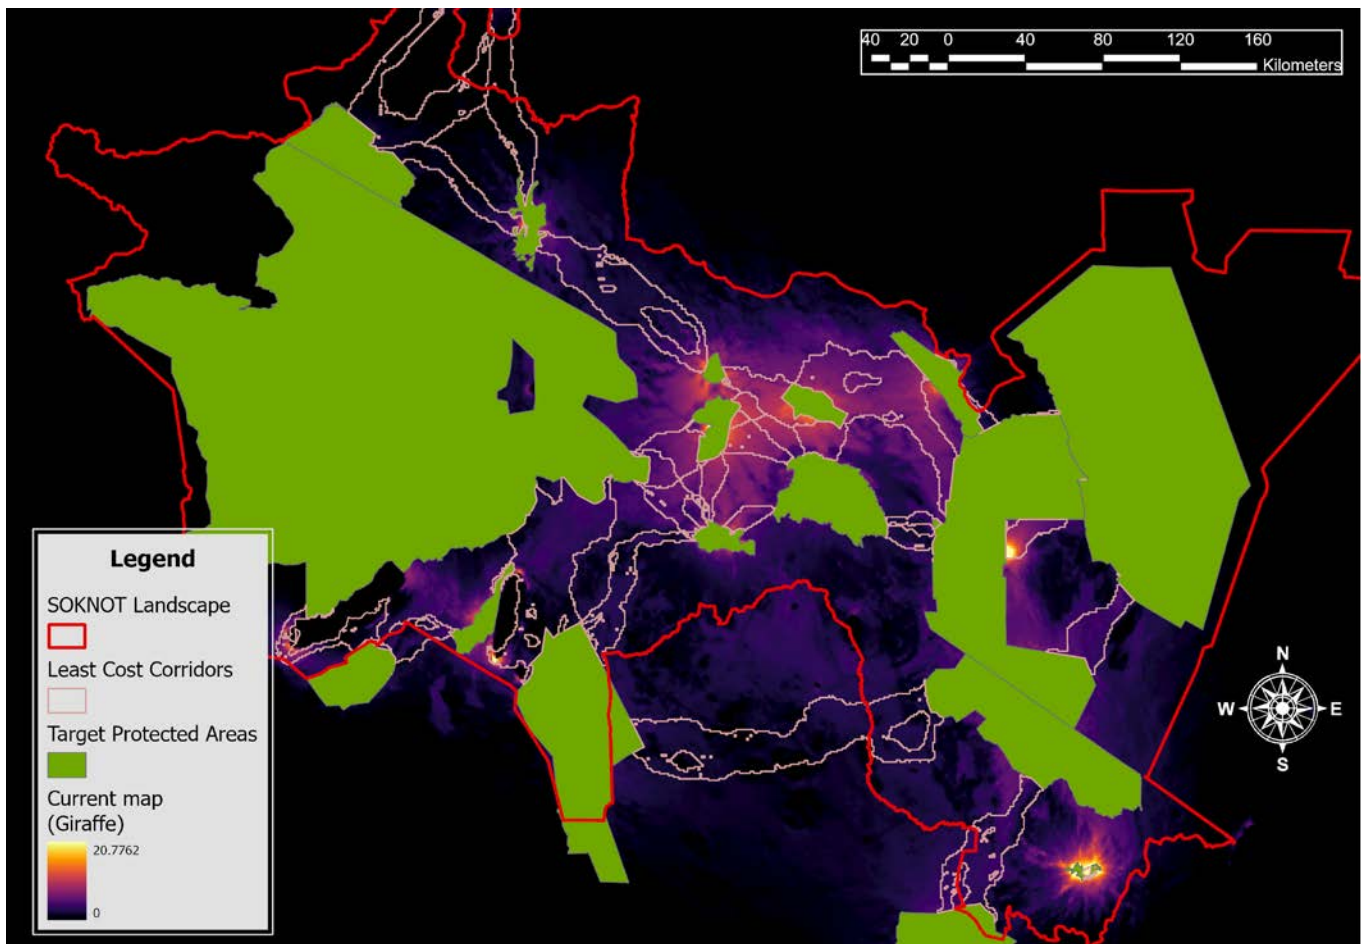 40 20 0 40 80 120 160
Kilometers
Legend
SOKNOT Landscape
Least Cost Corridors
Target Protected Areas
Current map
(Giraffe)
20.7762
0
N
W E
S